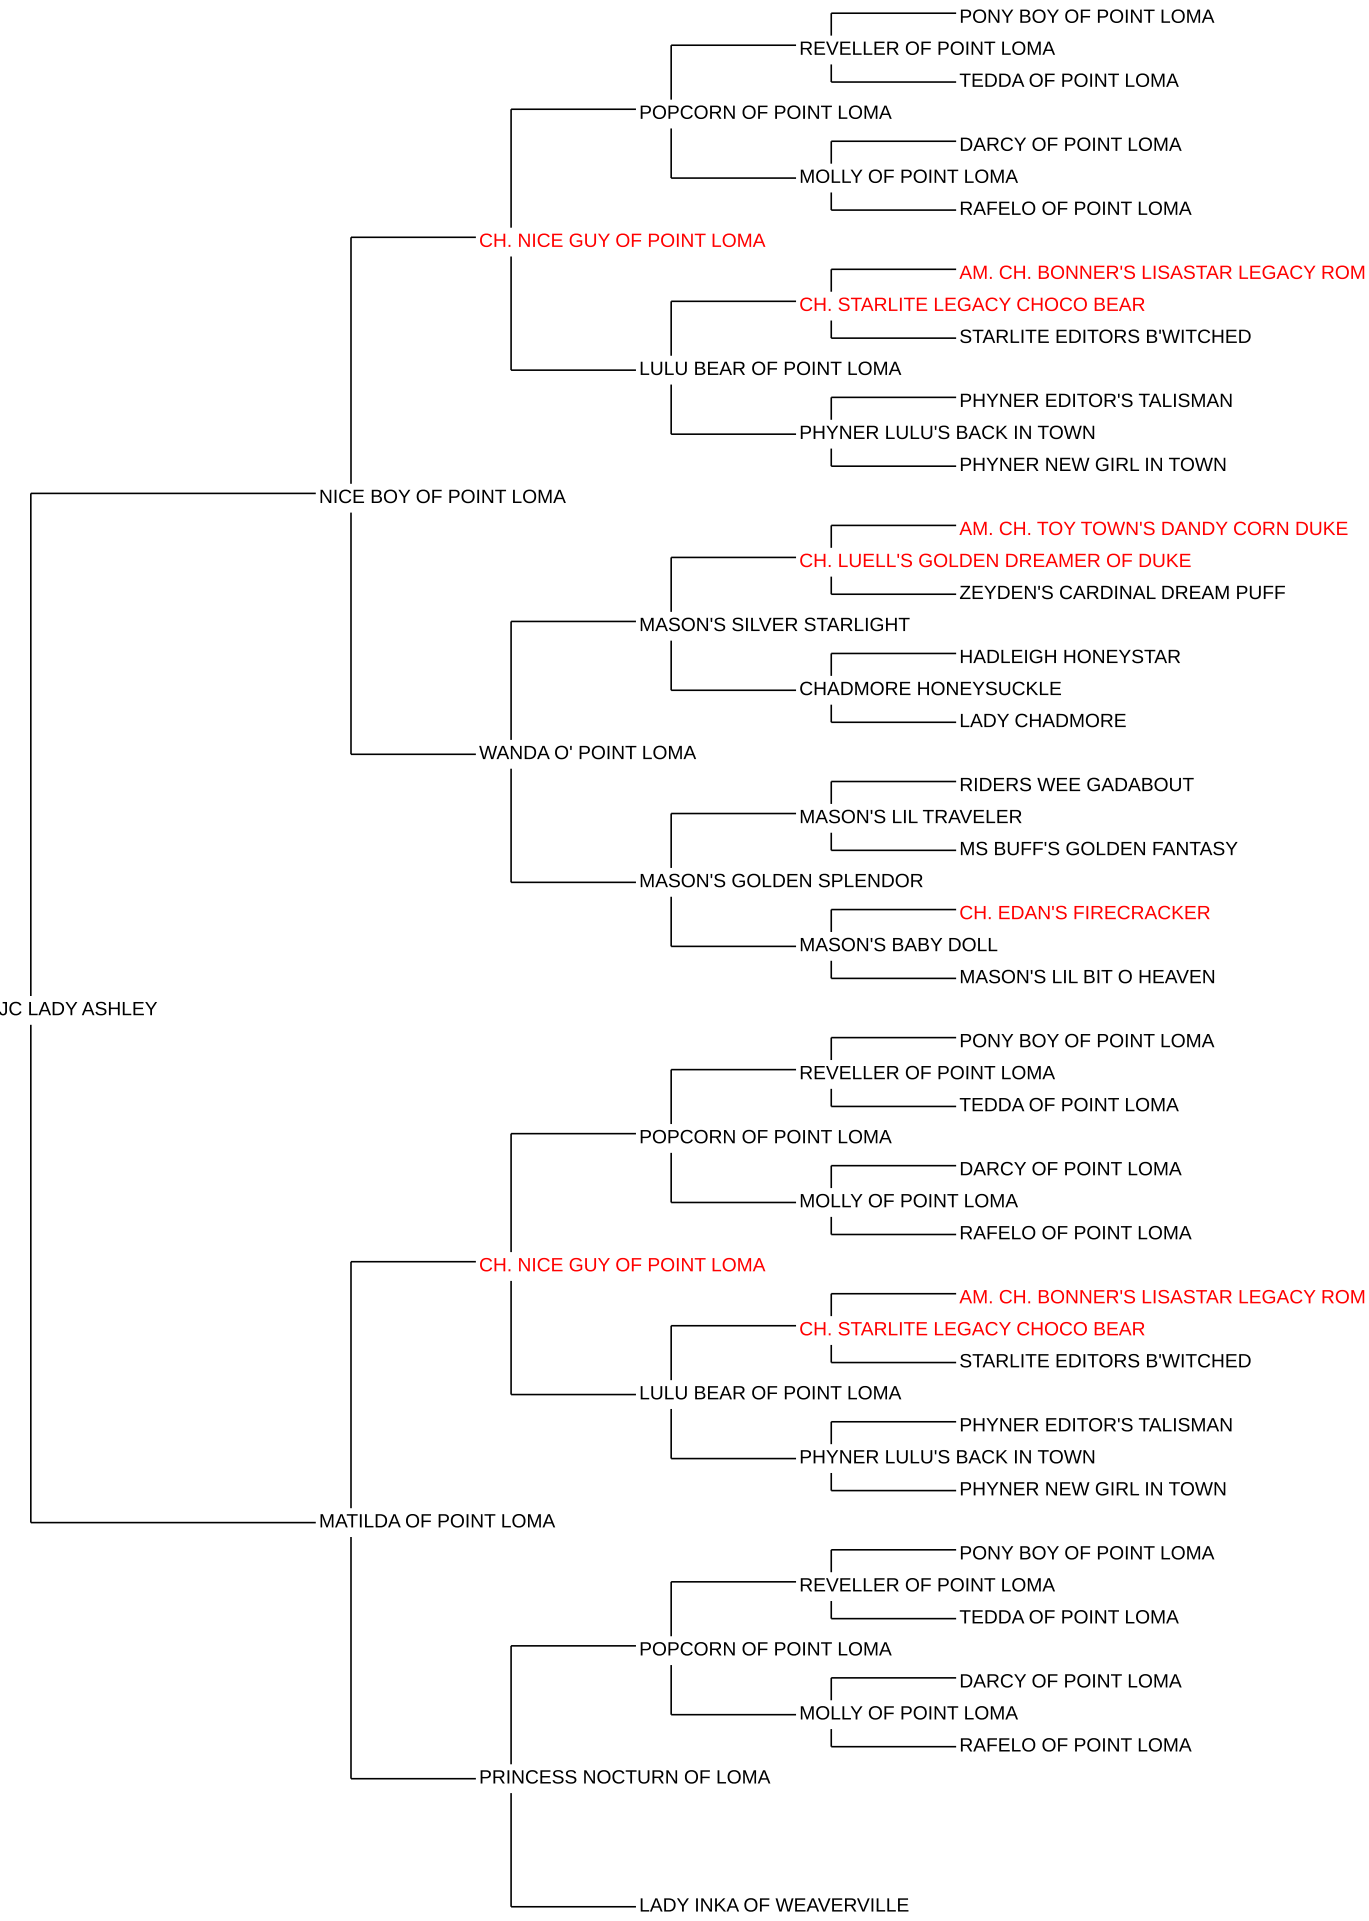 PONY BOY OF POINT LOMA
REVELLER OF POINT LOMA
TEDDA OF POINT LOMA
POPCORN OF POINT LOMA
DARCY OF POINT LOMA
MOLLY OF POINT LOMA
RAFELO OF POINT LOMA
CH. NICE GUY OF POINT LOMA
AM. CH. BONNER'S LISASTAR LEGACY ROM
CH. STARLITE LEGACY CHOCO BEAR
STARLITE EDITORS B'WITCHED
LULU BEAR OF POINT LOMA
PHYNER EDITOR'S TALISMAN
PHYNER LULU'S BACK IN TOWN
PHYNER NEW GIRL IN TOWN
NICE BOY OF POINT LOMA
AM. CH. TOY TOWN'S DANDY CORN DUKE
CH. LUELL'S GOLDEN DREAMER OF DUKE
ZEYDEN'S CARDINAL DREAM PUFF
MASON'S SILVER STARLIGHT
HADLEIGH HONEYSTAR
CHADMORE HONEYSUCKLE
LADY CHADMORE
WANDA O' POINT LOMA
RIDERS WEE GADABOUT
MASON'S LIL TRAVELER
MS BUFF'S GOLDEN FANTASY
MASON'S GOLDEN SPLENDOR
CH. EDAN'S FIRECRACKER
MASON'S BABY DOLL
MASON'S LIL BIT O HEAVEN
JC LADY ASHLEY
PONY BOY OF POINT LOMA
REVELLER OF POINT LOMA
TEDDA OF POINT LOMA
POPCORN OF POINT LOMA
DARCY OF POINT LOMA
MOLLY OF POINT LOMA
RAFELO OF POINT LOMA
CH. NICE GUY OF POINT LOMA
AM. CH. BONNER'S LISASTAR LEGACY ROM
CH. STARLITE LEGACY CHOCO BEAR
STARLITE EDITORS B'WITCHED
LULU BEAR OF POINT LOMA
PHYNER EDITOR'S TALISMAN
PHYNER LULU'S BACK IN TOWN
PHYNER NEW GIRL IN TOWN
MATILDA OF POINT LOMA
PONY BOY OF POINT LOMA
REVELLER OF POINT LOMA
TEDDA OF POINT LOMA
POPCORN OF POINT LOMA
DARCY OF POINT LOMA
MOLLY OF POINT LOMA
RAFELO OF POINT LOMA
PRINCESS NOCTURN OF LOMA
LADY INKA OF WEAVERVILLE